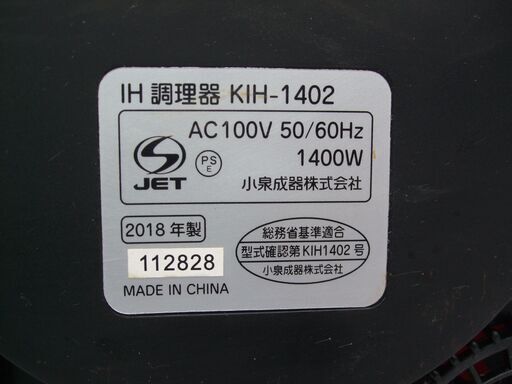 IH 調理器 KIH-1402
AC100V 50/60Hz
1400W
小泉成器株式会社
JET
PS
E
2018 年製
112828
MADE IN CHINA
総務省基準適合
型式確認第KIH1402号
小泉成器株式会社